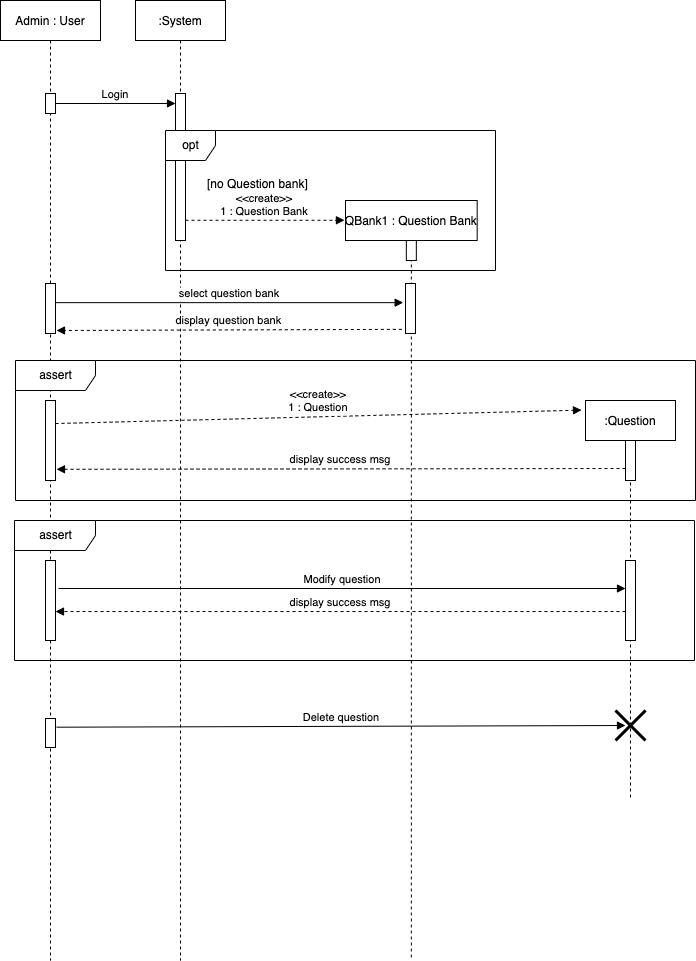 Admin : User
:System
Login
opt
[no Question bank]
<<create>>
1 : Question Bank
QBank1 : Question Bank
select question bank
display question bank
assert
<<create>>
1 : Question
:Question
display success msg
assert
Modify question
display success msg
Delete question